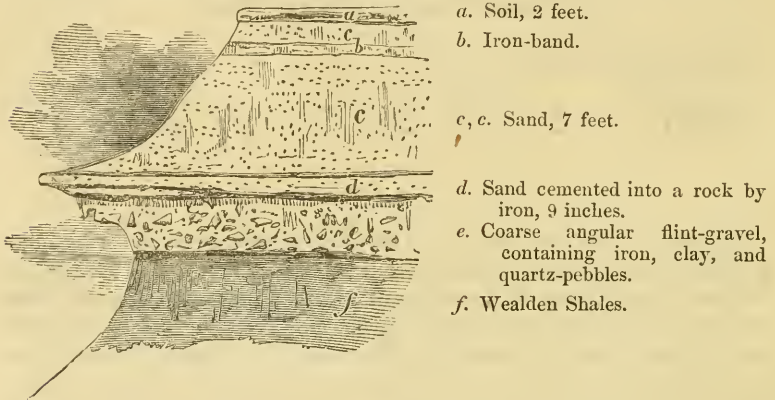 a
c
b
c
d
e
f
a. Soil, 2 feet.
b. Iron-band.
c, c. Sand, 7 feet.
d. Sand cemented into a rock by
iron, 9 inches.
e. Coarse angular flint-gravel,
containing iron, clay, and
quartz-pebbles.
f. Wealden Shales.